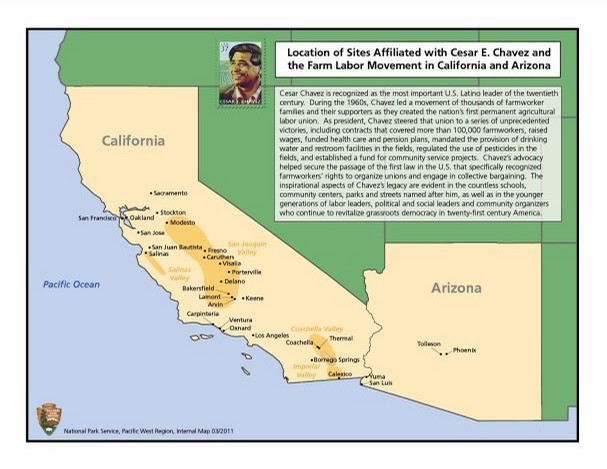 USA
37
CESAR E. CHAVEZ
Location of Sites Affiliated with Cesar E. Chavez and
the Farm Labor Movement in California and Arizona
Cesar Chavez is recognized as the most important U.S. Latino leader of the twentieth
century. During the 1960s, Chavez led a movement of thousands of farmworker
families and their supporters as they created the nation's first permanent agricultural
labor union. As president, Chavez steered that union to a series of unprecedented
victories, including contracts that covered more than 100,000 farmworkers, raised
wages, funded health care and pension plans, mandated the provision of drinking
water and restroom facilities in the fields, regulated the use of pesticides in the
fields, and established a fund for community service projects. Chavez's advocacy
helped secure the passage of the first law in the U.S. that specifically recognized
farmworkers' rights to organize unions and engage in collective bargaining. The
inspirational aspects of Chavez's legacy are evident in the countless schools,
community centers, parks and streets named after him, as well as in the younger
generations of labor leaders, political and social leaders and community organizers
who continue to revitalize grassroots democracy in twenty-first century America.
California
Sacramento
Stockton
San Francisco
Oakland
Modesto
San Jose
San Juan Bautista
Salinas
San Joaquin
Valley
Fresno
Caruthers
Visalia
Salinas
Valley
Porterville
Delano
Pacific Ocean
Bakersfield
Lamont
Keene
Arvin
Arizona
Carpinteria
Ventura
Oxnard
Los Angeles
Coachella Valley
Thermal
Coachella
Tolleson
Phoenix
Borrego Springs
Imperial
Valley
Calexico
Yuma
San Luis
National Park Service, Pacific West Region, Internal Map 03/2011